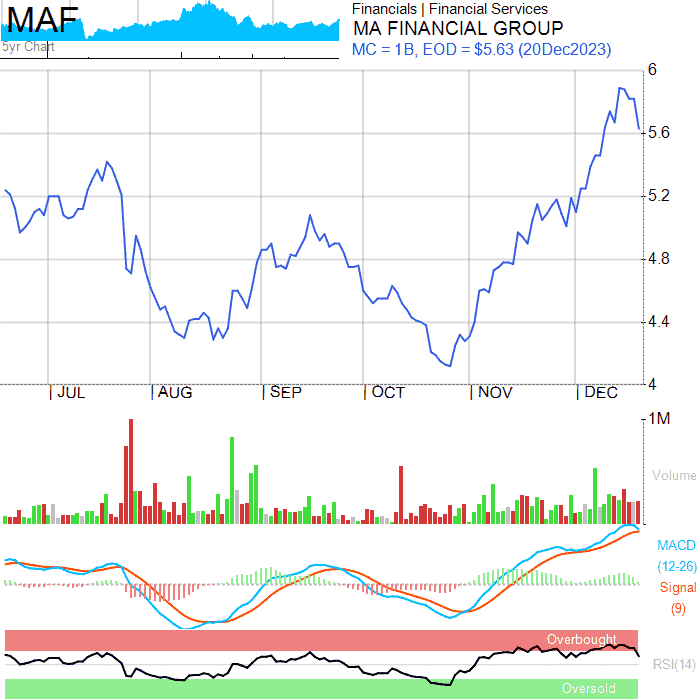 MAF
5yr Chart
Financials | Financial Services
MA FINANCIAL GROUP
MC = 1B, EOD = $5.63 (20Dec2023)
6
5.6
5.2
4.8
4.4
4
JUL AUG SEP OCT NOV DEC
1M
Volume
MACD
(12-26)
Signal
(9)
Overbought
RSI(14)
Oversold